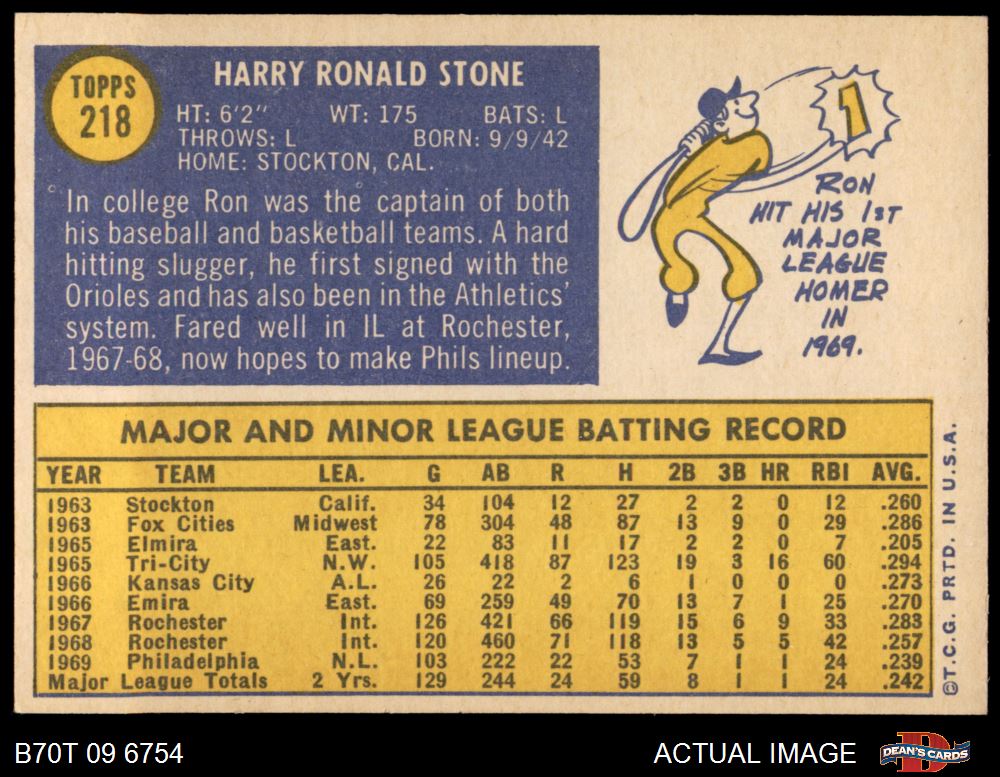 TOPPS
218
HARRY RONALD STONE
HT: 6'2" WT: 175 BATS: L
THROWS: L BORN: 9/9/42
HOME: STOCKTON, CAL.
In college Ron was the captain of both
his baseball and basketball teams. A hard
hitting slugger, he first signed with the
Orioles and has also been in the Athletics'
system. Fared well in IL at Rochester,
1967-68, now hopes to make Phils lineup.
1
RON
HIT HIS 1ST
MAJOR
LEAGUE
HOMER
IN
1969.
MAJOR AND MINOR LEAGUE BATTING RECORD
YEAR TEAM LEA. G AB R H 2B 3B HR RBI AVG.
1963 Stockton Calif. 34 104 12 27 2 2 0 12 .260
1963 Fox Cities Midwest 78 304 48 87 13 9 0 29 .286
1965 Elmira East. 22 83 11 17 2 2 0 7 .205
1965 Tri-City N.W. 105 418 87 123 19 3 16 60 .294
1966 Kansas City A.L. 26 22 2 6 1 0 0 0 .273
1966 Emira East. 69 259 49 70 13 7 1 25 .270
1967 Rochester Int. 126 421 66 119 15 6 9 33 .283
1968 Rochester Int. 120 460 71 118 13 5 5 42 .257
1969 Philadelphia N.L. 103 222 22 53 7 1 1 24 .239
Major League Totals 2 Yrs. 129 244 24 59 8 1 1 24 .242
©T.C.G. PRTD. IN U.S.A.
B70T 09 6754
ACTUAL IMAGE
DEAN'S CARDS